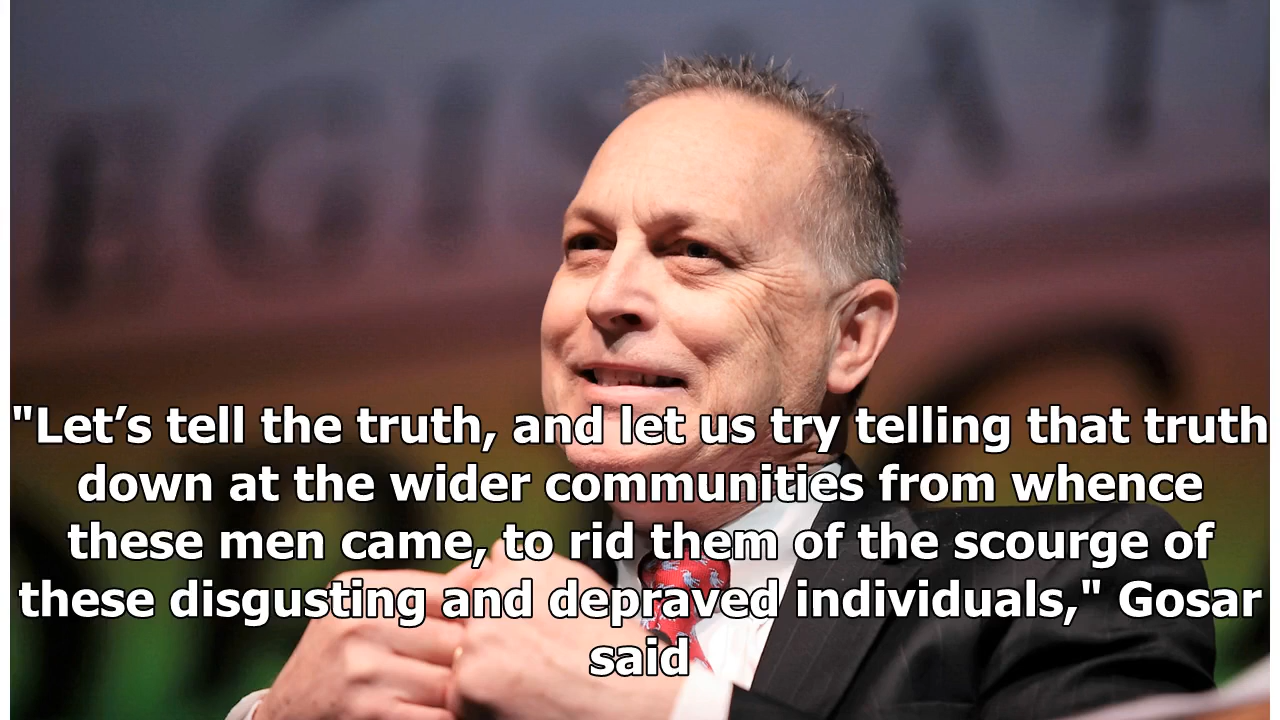 EGISLAT
"Let’s tell the truth, and let us try telling that truth
down at the wider communities from whence
these men came, to rid them of the scourge of
these disgusting and depraved individuals," Gosar
said